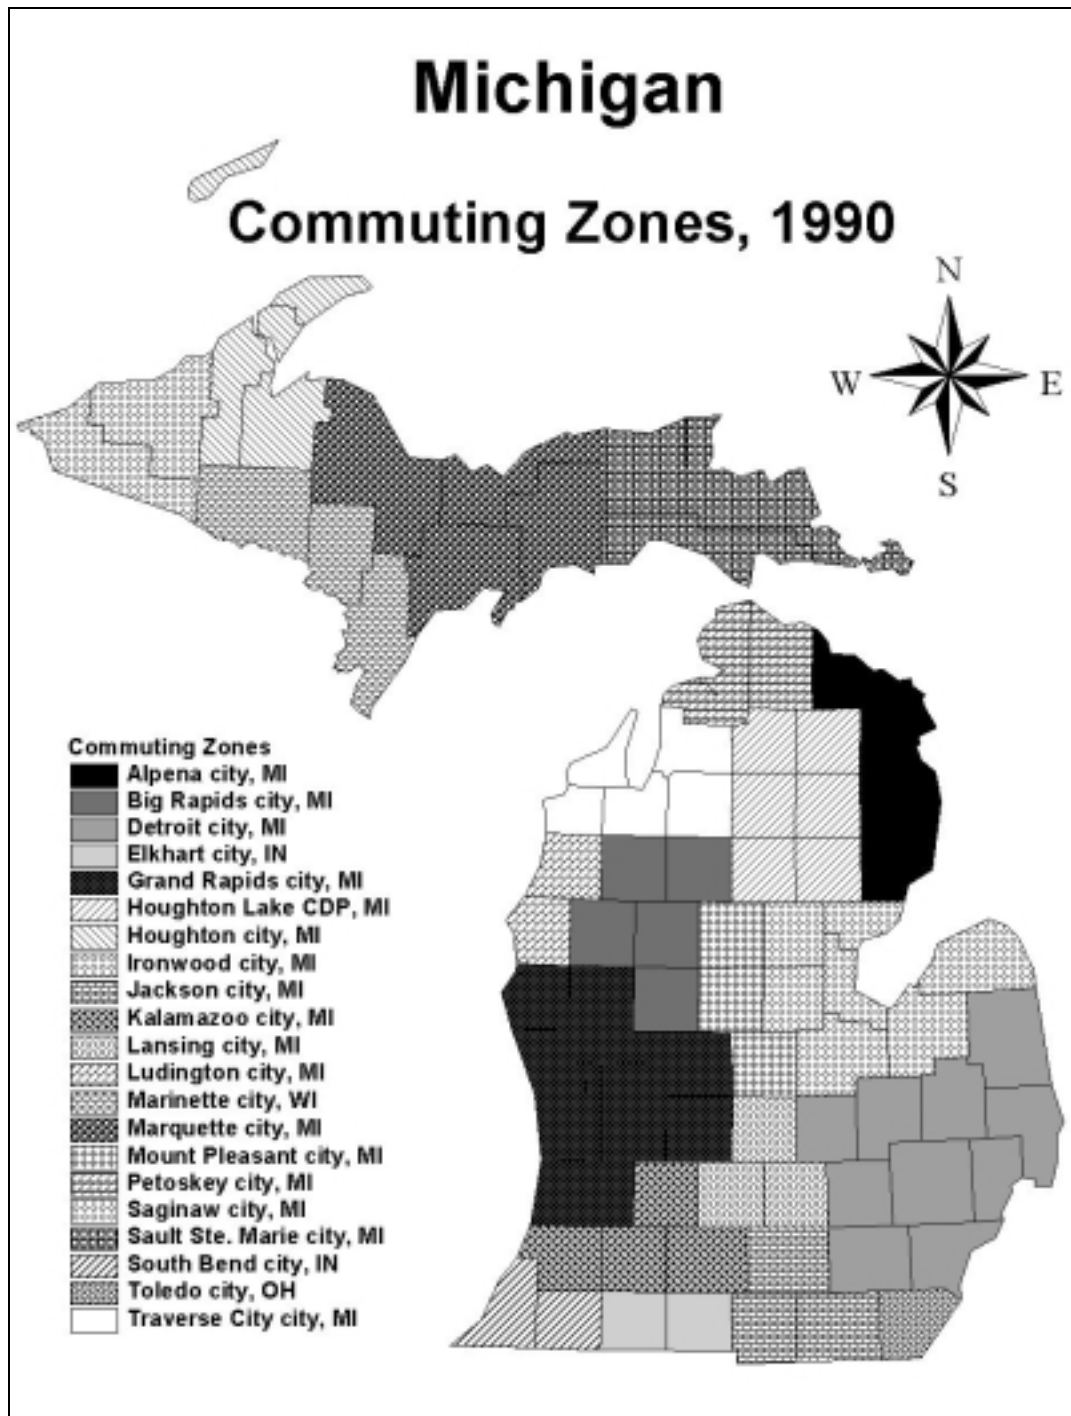 Michigan
Commuting Zones, 1990
N
W
E
S
Commuting Zones
Alpena city, MI
Big Rapids city, MI
Detroit city, MI
Elkhart city, IN
Grand Rapids city, MI
Houghton Lake CDP, MI
Houghton city, MI
Ironwood city, MI
Jackson city, MI
Kalamazoo city, MI
Lansing city, MI
Ludington city, MI
Marinette city, WI
Marquette city, MI
Mount Pleasant city, MI
Petoskey city, MI
Saginaw city, MI
Sault Ste. Marie city, MI
South Bend city, IN
Toledo city, OH
Traverse City city, MI